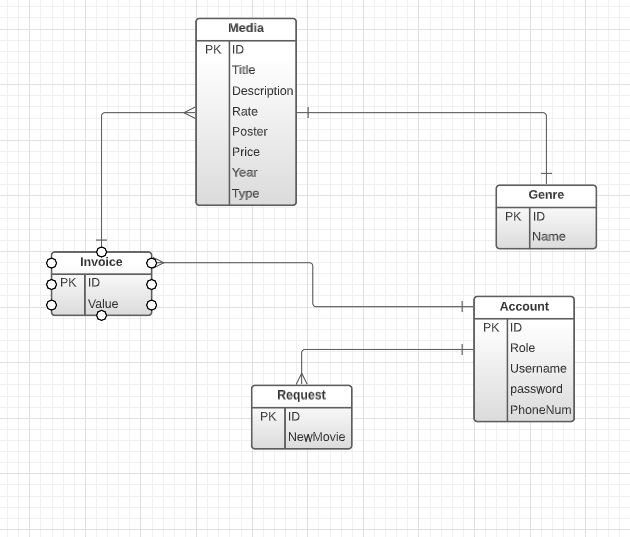 Media
PK ID
Title
Description
Rate
Poster
Price
Year
Type
Genre
PK ID
Name
Invoice
PK ID
Value
Account
PK ID
Role
Username
password
PhoneNum
Request
PK ID
NewMovie